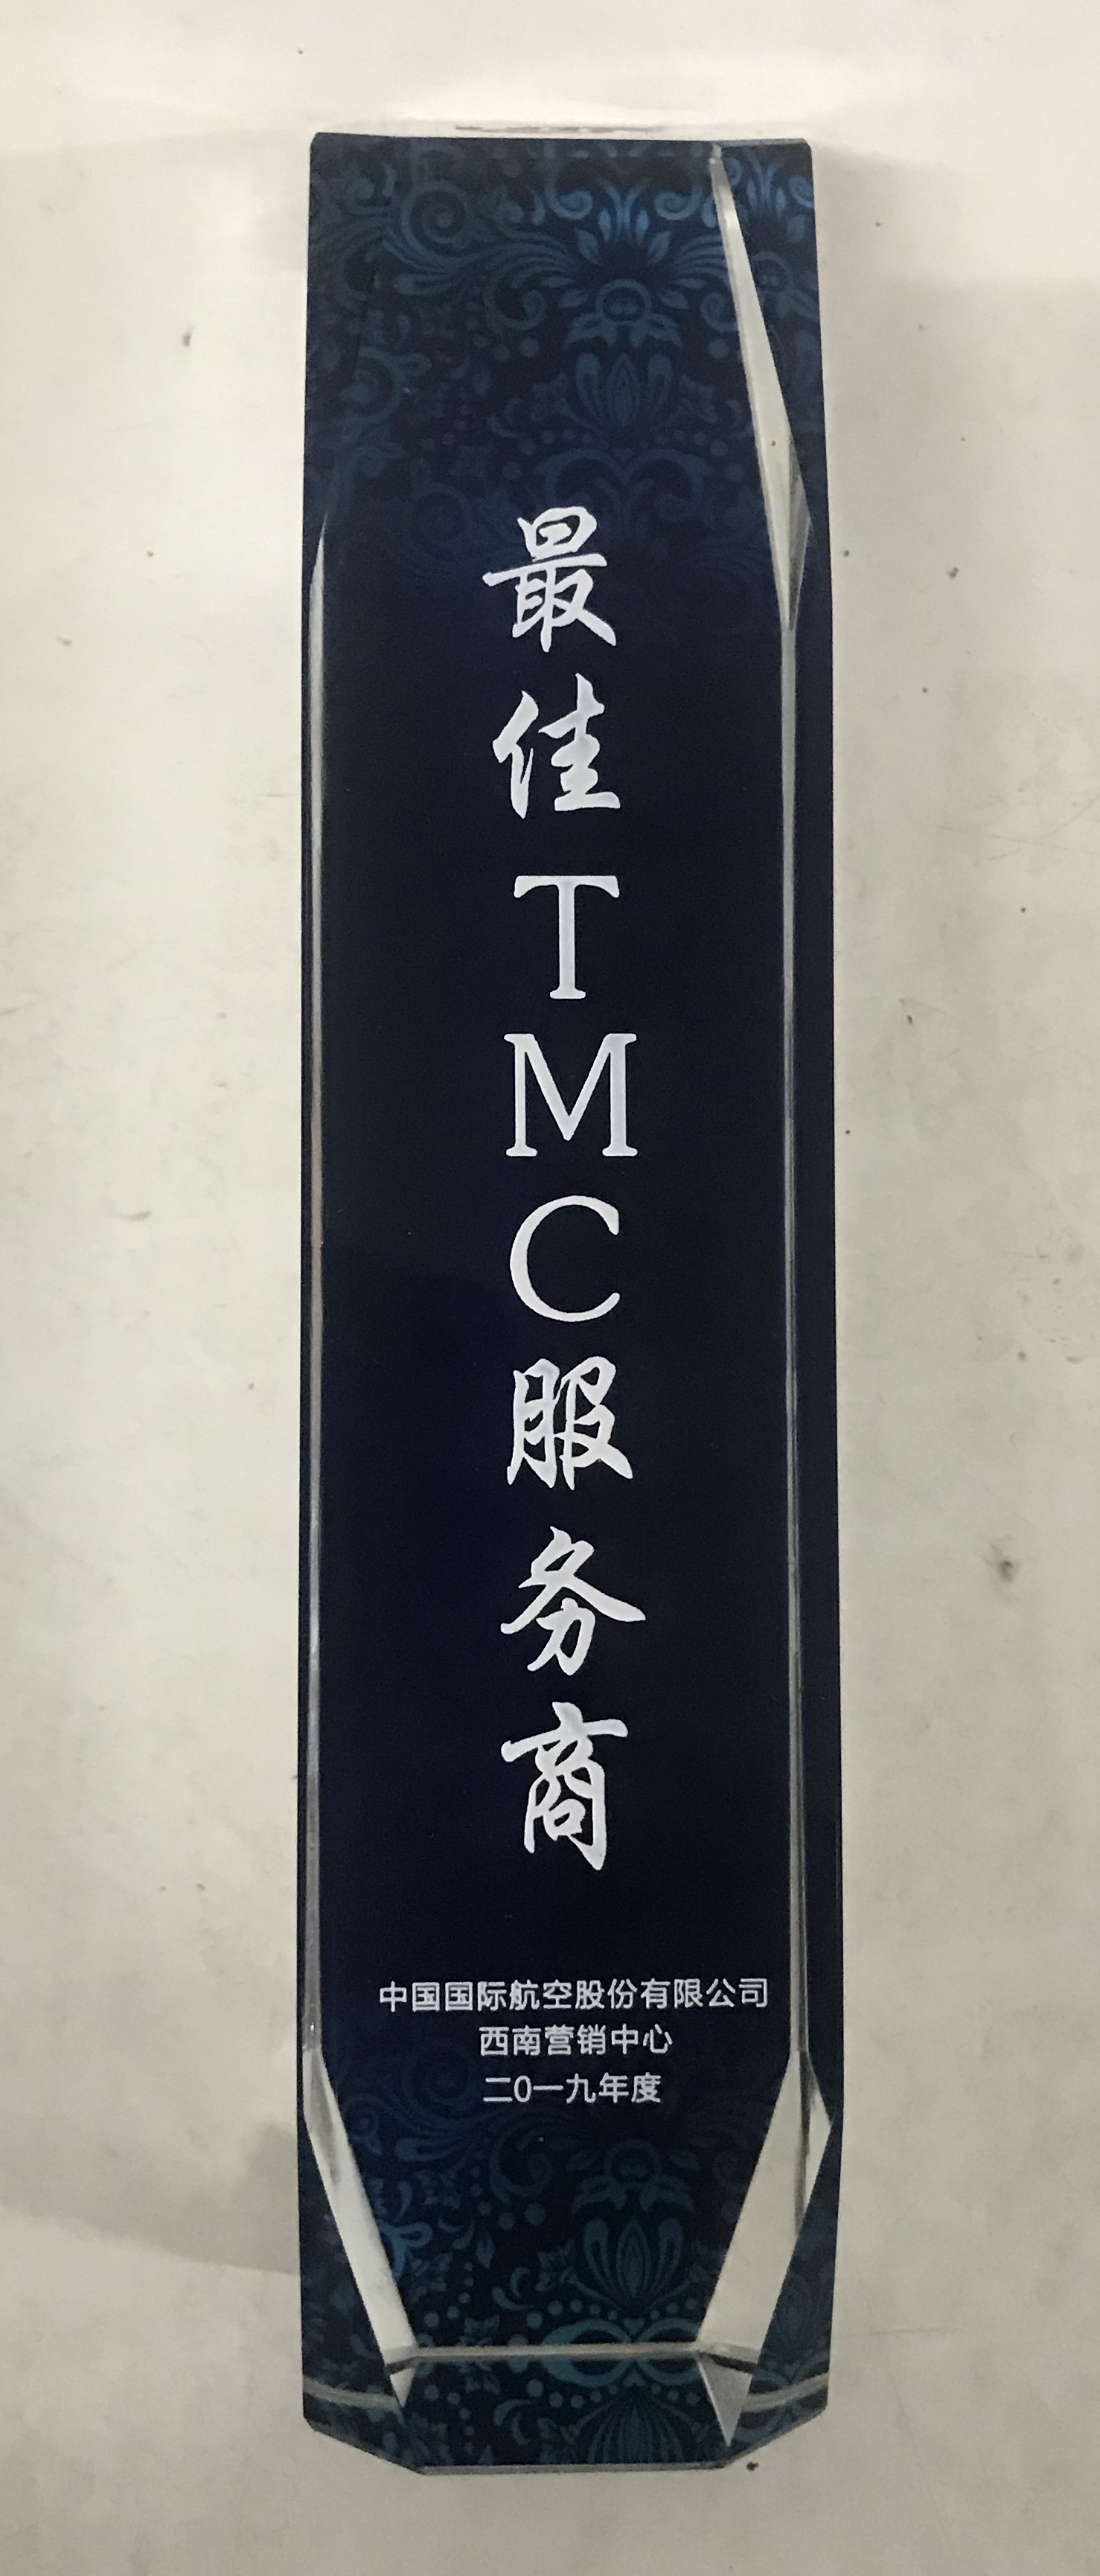 最佳TMC服务商
中国国际航空股份有限公司
西南营销中心
二0一九年度